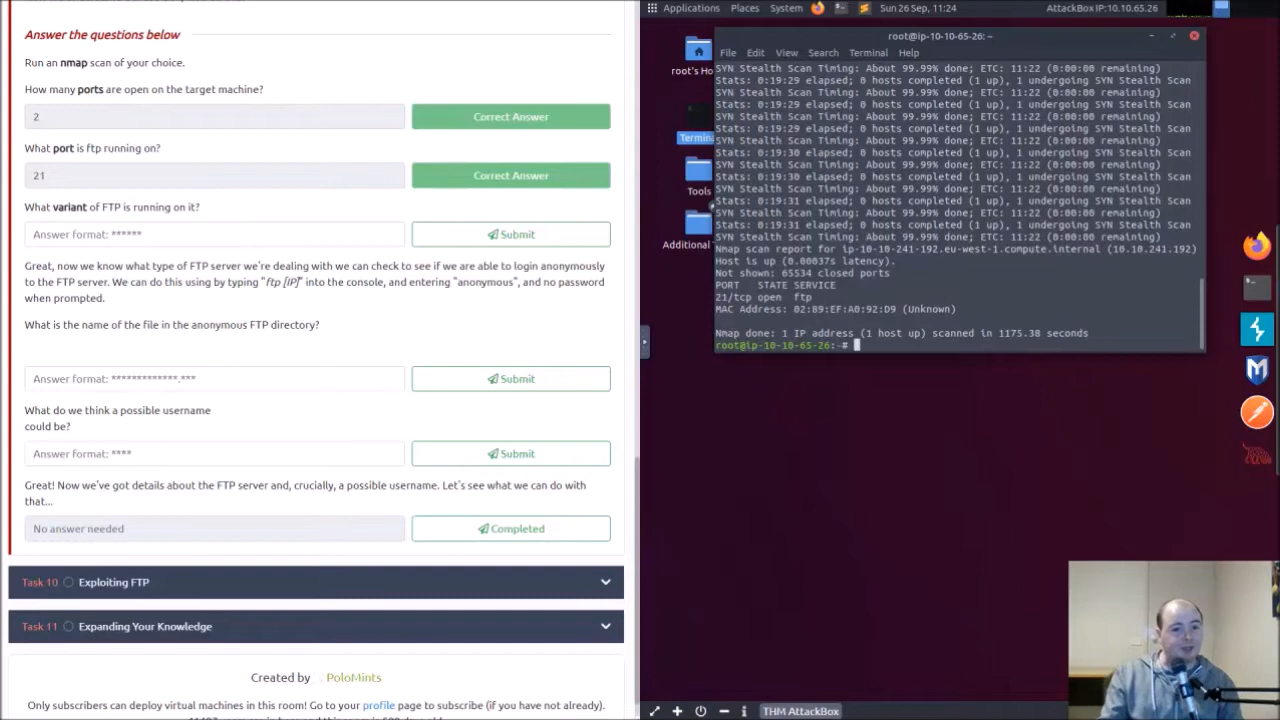 Answer the questions below
Run an nmap scan of your choice.
How many ports are open on the target machine?
2
Correct Answer
What port is ftp running on?
21
Correct Answer
What variant of FTP is running on it?
Answer format: ******
Submit
Great, now we know what type of FTP server we're dealing with we can check to see if we are able to login anonymously
to the FTP server. We can do this using by typing "ftp [IP]" into the console, and entering "anonymous", and no password
when prompted.
What is the name of the file in the anonymous FTP directory?
Answer format: *************.***
Submit
What do we think a possible username
could be?
Answer format: ****
Submit
Great! Now we've got details about the FTP server and, crucially, a possible username. Let's see what we can do with
that...
No answer needed
Completed
Task 10 Exploiting FTP
Task 11 Expanding Your Knowledge
Created by PoloMints
Only subscribers can deploy virtual machines in this room! Go to your profile page to subscribe (if you have not already).
Applications Places System Sun 26 Sep, 11:24 AttackBox IP:10.10.65.26
root@ip-10-10-65-26: ~
File Edit View Search Terminal Help
root's Ho
Termina
Tools
Additional
SYN Stealth Scan Timing: About 99.99% done; ETC: 11:22 (0:00:00 remaining)
Stats: 0:19:29 elapsed; 0 hosts completed (1 up), 1 undergoing SYN Stealth Scan
SYN Stealth Scan Timing: About 99.99% done; ETC: 11:22 (0:00:00 remaining)
Stats: 0:19:29 elapsed; 0 hosts completed (1 up), 1 undergoing SYN Stealth Scan
SYN Stealth Scan Timing: About 99.99% done; ETC: 11:22 (0:00:00 remaining)
Stats: 0:19:29 elapsed; 0 hosts completed (1 up), 1 undergoing SYN Stealth Scan
SYN Stealth Scan Timing: About 99.99% done; ETC: 11:22 (0:00:00 remaining)
Stats: 0:19:30 elapsed; 0 hosts completed (1 up), 1 undergoing SYN Stealth Scan
SYN Stealth Scan Timing: About 99.99% done; ETC: 11:22 (0:00:00 remaining)
Stats: 0:19:30 elapsed; 0 hosts completed (1 up), 1 undergoing SYN Stealth Scan
SYN Stealth Scan Timing: About 99.99% done; ETC: 11:22 (0:00:00 remaining)
Stats: 0:19:31 elapsed; 0 hosts completed (1 up), 1 undergoing SYN Stealth Scan
SYN Stealth Scan Timing: About 99.99% done; ETC: 11:22 (0:00:00 remaining)
Stats: 0:19:31 elapsed; 0 hosts completed (1 up), 1 undergoing SYN Stealth Scan
SYN Stealth Scan Timing: About 99.99% done; ETC: 11:22 (0:00:00 remaining)
Nmap scan report for ip-10-10-241-192.eu-west-1.compute.internal (10.10.241.192)
Host is up (0.00037s latency).
Not shown: 65534 closed ports
PORT STATE SERVICE
21/tcp open ftp
MAC Address: 02:89:EF:A0:92:D9 (Unknown)
Nmap done: 1 IP address (1 host up) scanned in 1175.38 seconds
root@ip-10-10-65-26:~#
THM AttackBox